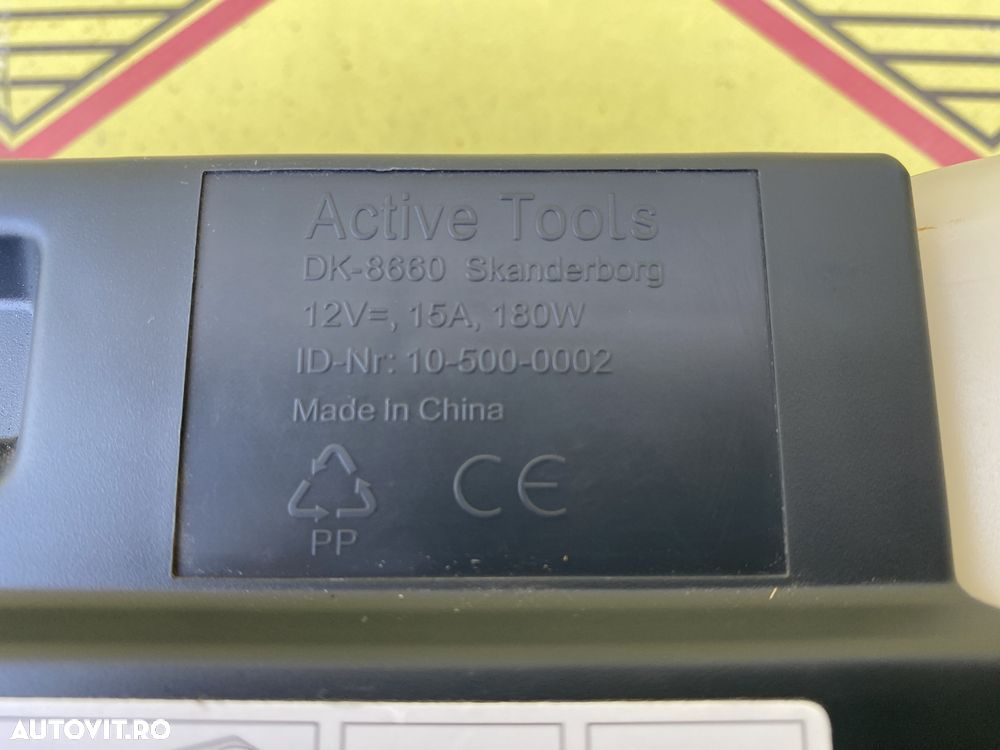 Active Tools
DK-8660 Skanderborg
12V=, 15A, 180W
ID-Nr: 10-500-0002
Made In China
CE
PP
AUTOVIT.RO